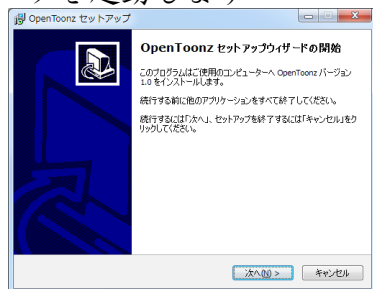 OpenToonz セットアップ
OpenToonz セットアップウィザードの開始
このプログラムはご使用のコンピューターへ OpenToonz バージョン
1.0 をインストールします。
続行する前に他のアプリケーションをすべて終了してください。
続行するには「次へ」、セットアップを終了するには「キャンセル」をク
リックしてください。
次へ(N) >
キャンセル